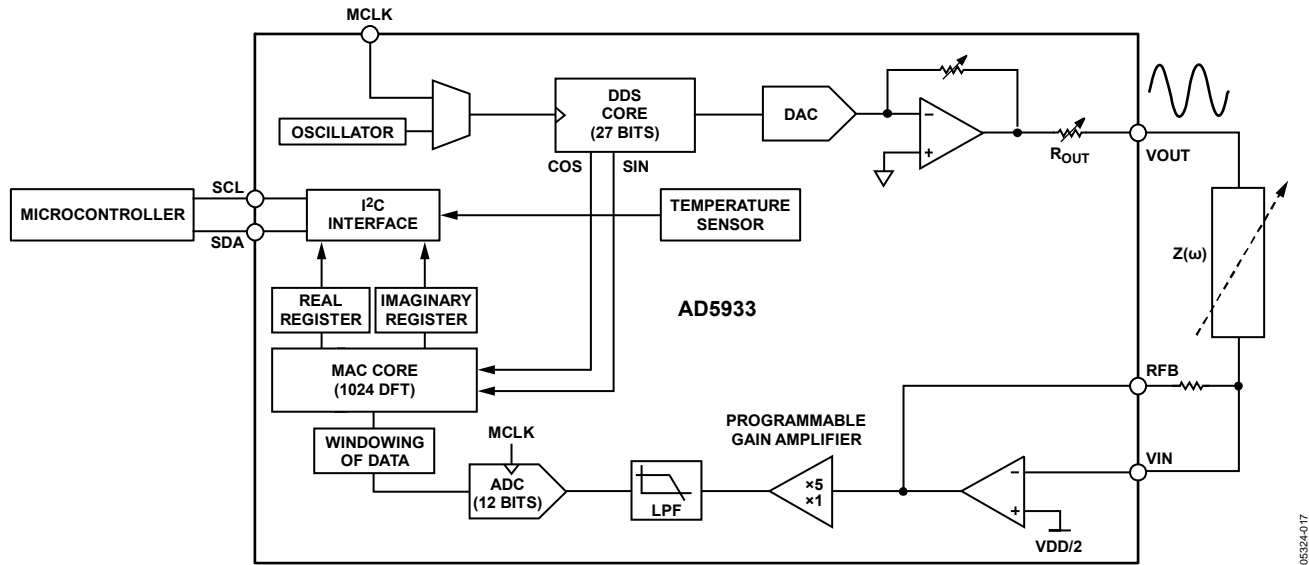 MCLK
OSCILLATOR
DDS
CORE
(27 BITS)
DAC
−
+
ROUT
VOUT
COS
SIN
SCL
MICROCONTROLLER
SDA
I2C
INTERFACE
TEMPERATURE
SENSOR
Z(ω)
REAL
REGISTER
IMAGINARY
REGISTER
AD5933
MAC CORE
(1024 DFT)
RFB
PROGRAMMABLE
GAIN AMPLIFIER
WINDOWING
OF DATA
MCLK
ADC
(12 BITS)
LPF
×5
×1
VIN
−
+
VDD/2
05324-017